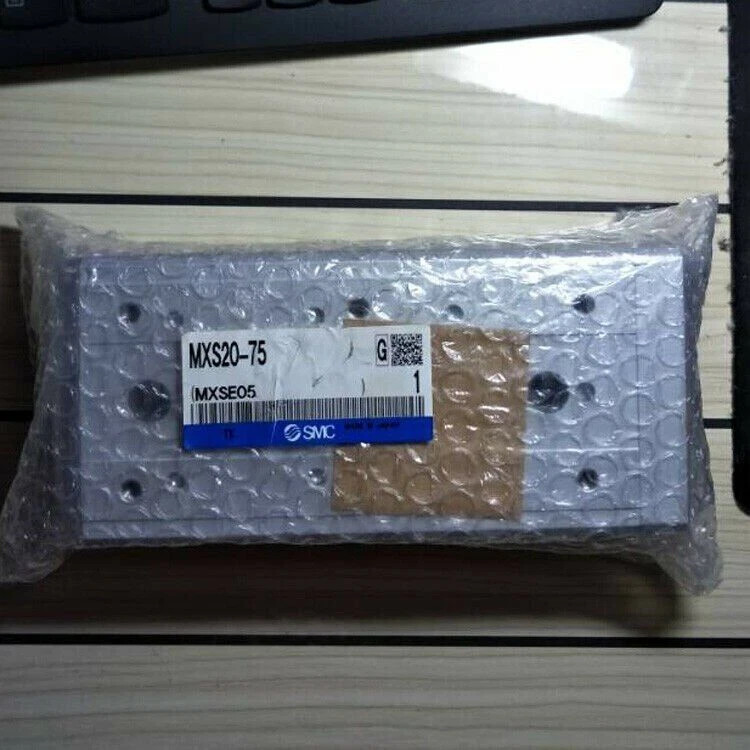 MXS20-75
G
(MXSE05 ) 1
SMC MADE IN JAPAN